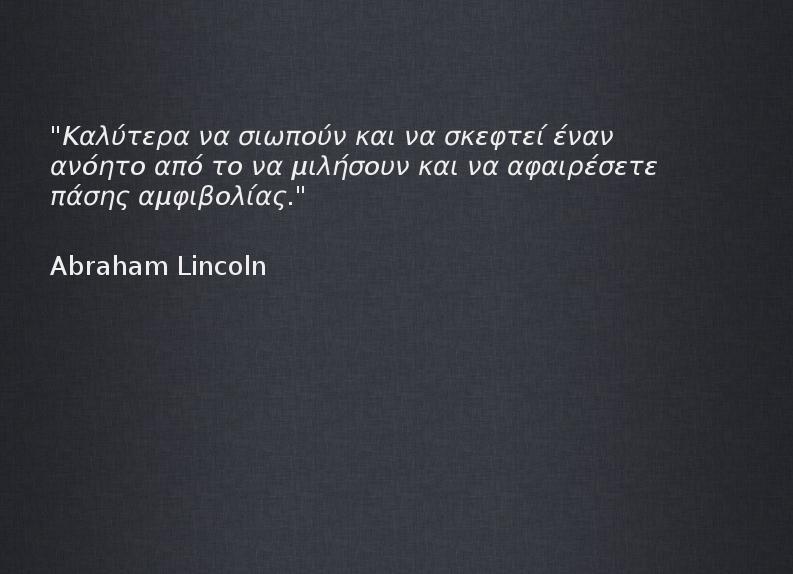 "Καλύτερα να σιωπούν και να σκεφτεί έναν
ανόητο από το να μιλήσουν και να αφαιρέσετε
πάσης αμφιβολίας."
Abraham Lincoln